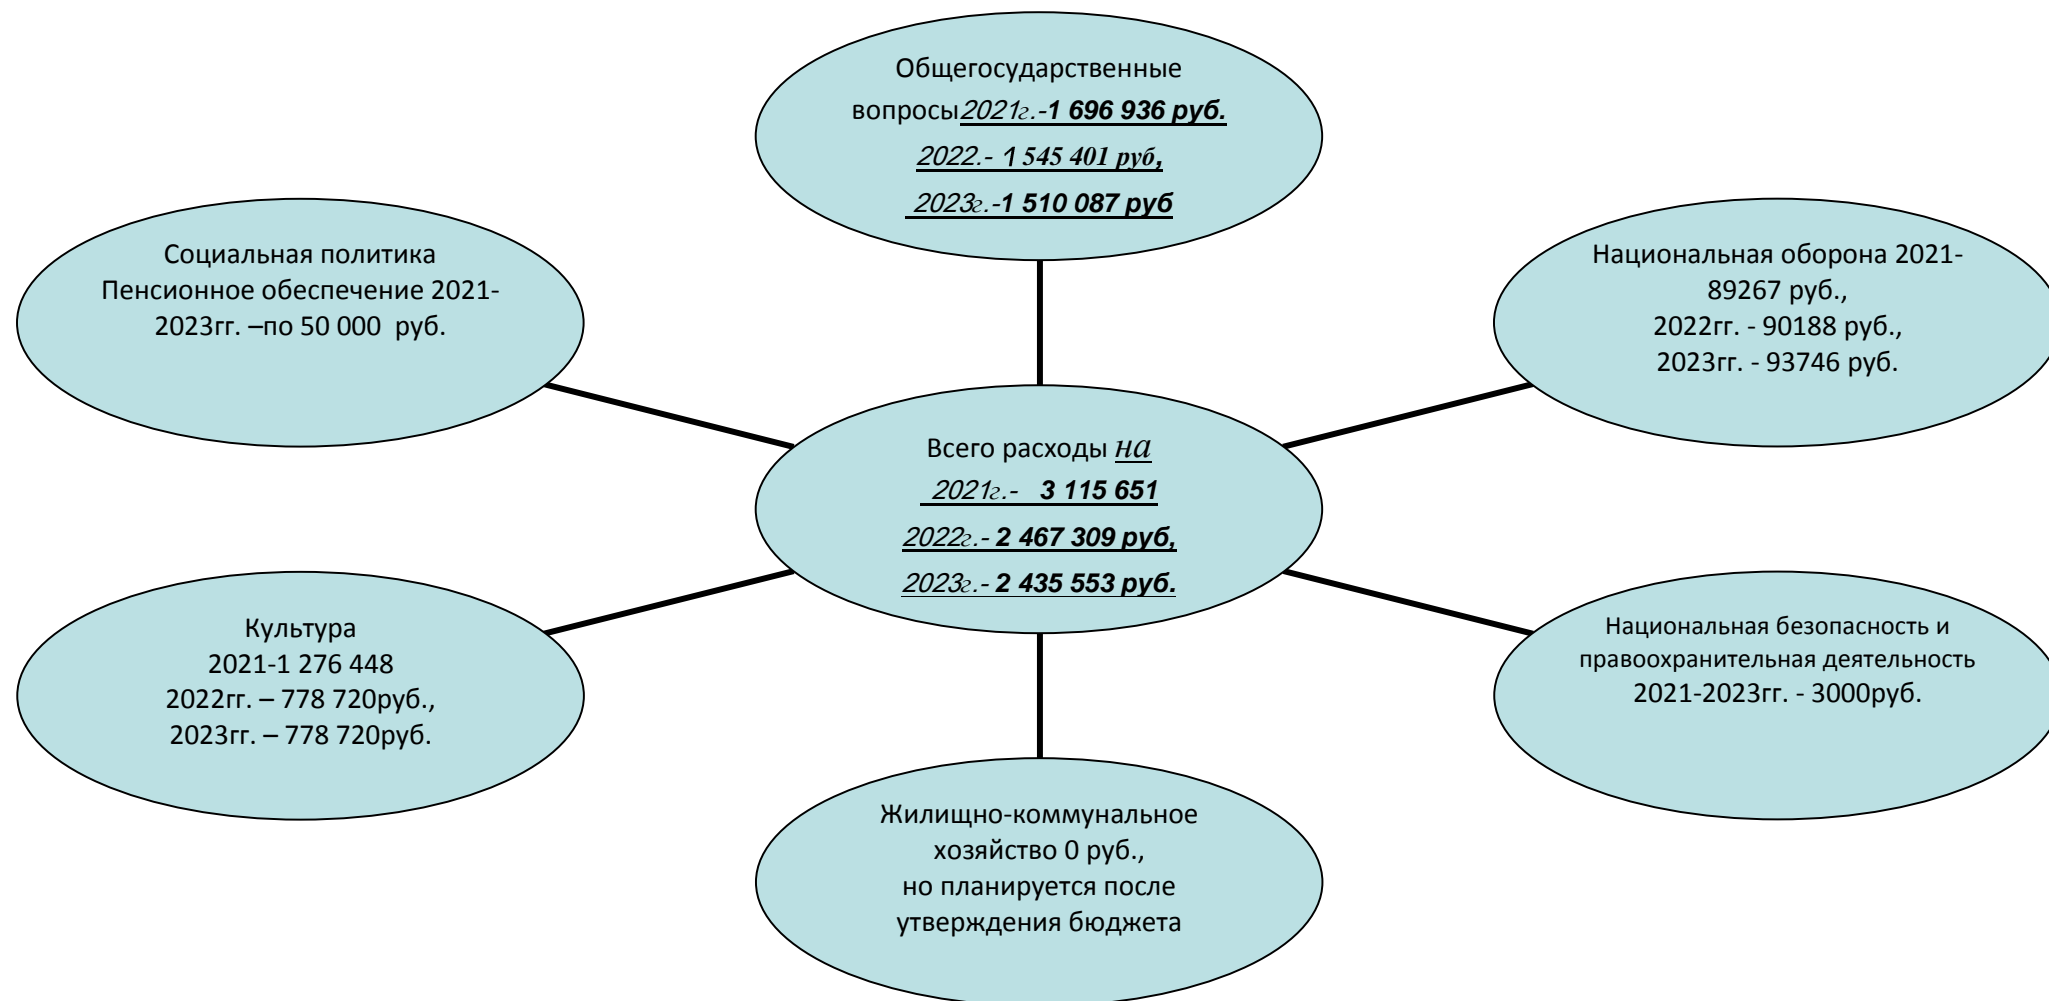 Общегосударственные
вопросы2021г.-1 696 936 руб.
2022.- 1 545 401 руб,
2023г.-1 510 087 руб
Социальная политика
Пенсионное обеспечение 2021-
2023гг. –по 50 000 руб.
Национальная оборона 2021-
89267 руб.,
2022гг. - 90188 руб.,
2023гг. - 93746 руб.
Всего расходы на
2021г.- 3 115 651
2022г.- 2 467 309 руб,
2023г.- 2 435 553 руб.
Культура
2021-1 276 448
2022гг. – 778 720руб.,
2023гг. – 778 720руб.
Национальная безопасность и
правоохранительная деятельность
2021-2023гг. - 3000руб.
Жилищно-коммунальное
хозяйство 0 руб.,
но планируется после
утверждения бюджета